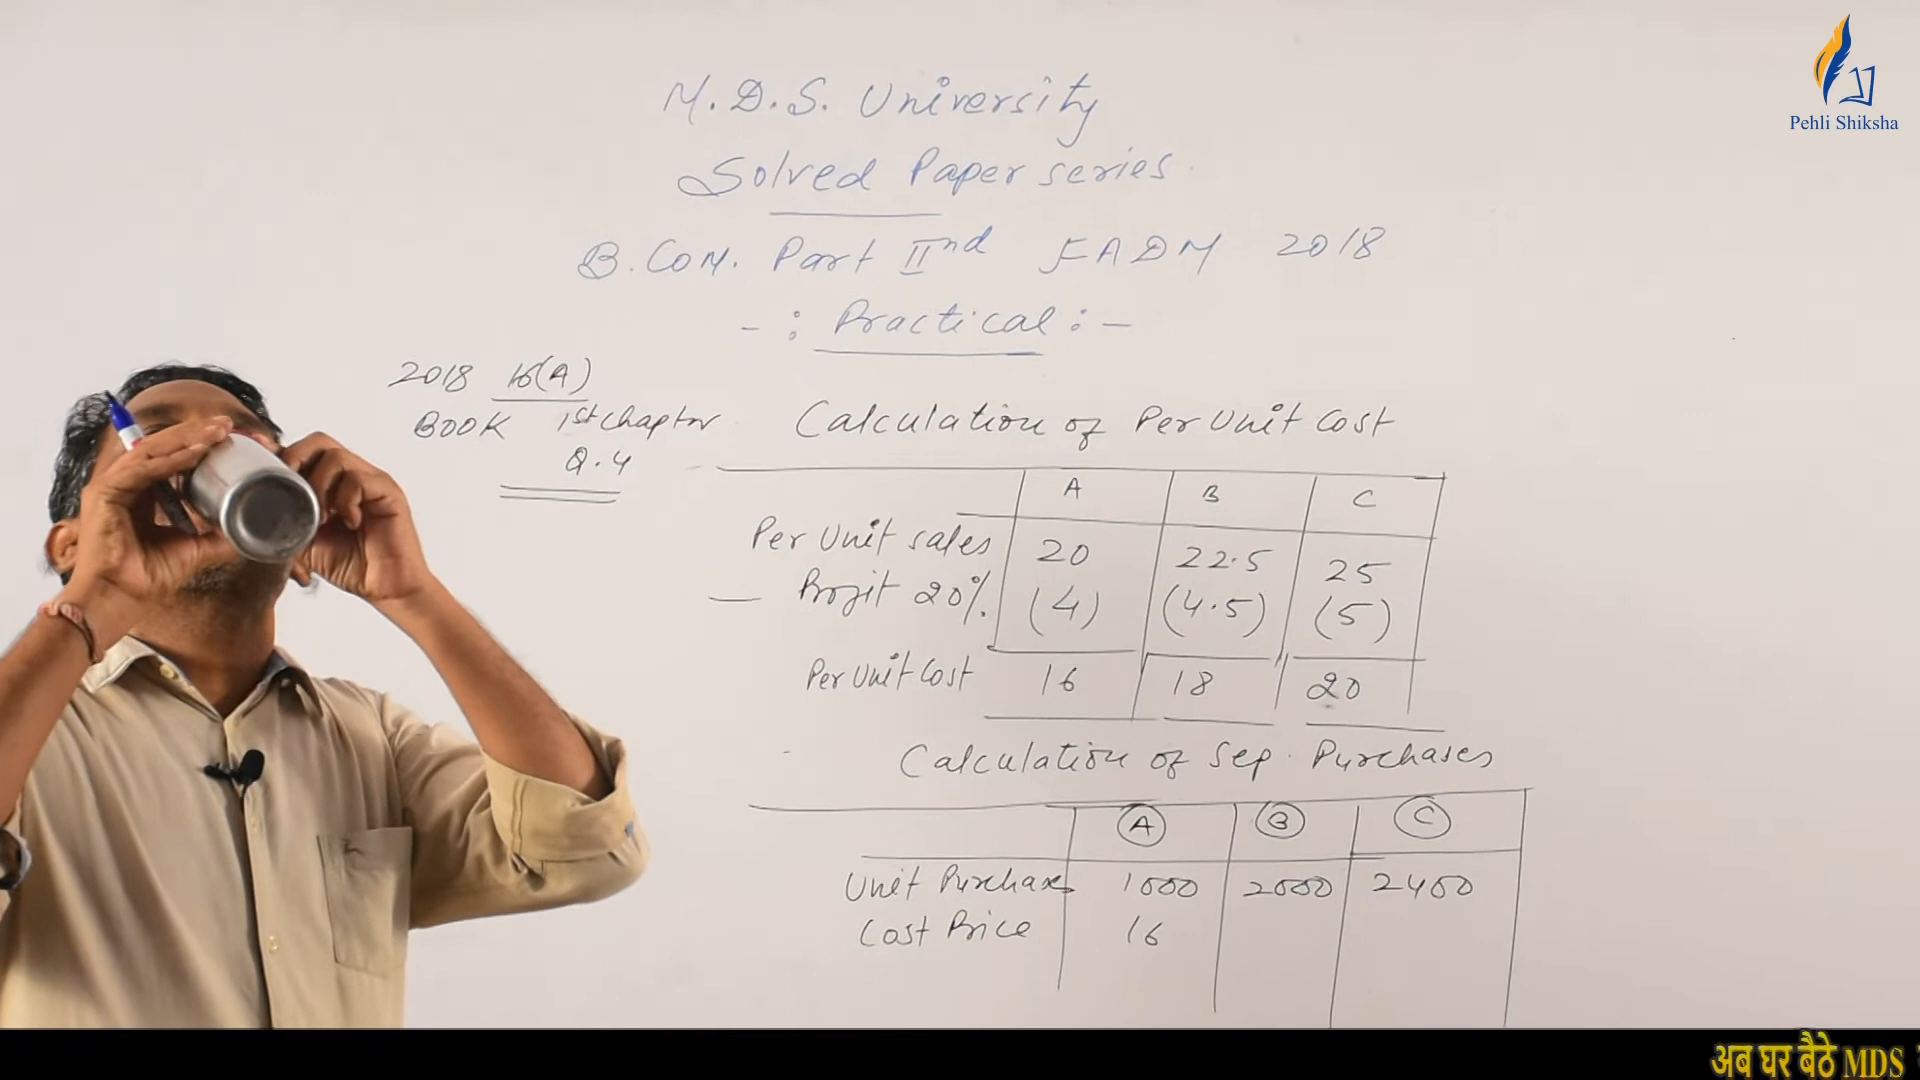 Pehli Shiksha
M.D.S. University
Solved Paper series.
B.Com. Part IInd FADM 2018
- : Practical : -
2018 16(A)
BOOK 1st Chapter
Q.4
Calculation of Per Unit Cost
A B C
Per Unit sales 20 22.5 25
— Profit 20% (4) (4.5) (5)
Per Unit Cost 16 18 20
Calculation of Sep. Purchases
A B C
Unit Purchase 1000 2000 2400
Cost Price 16
अब घर बैठे MDS